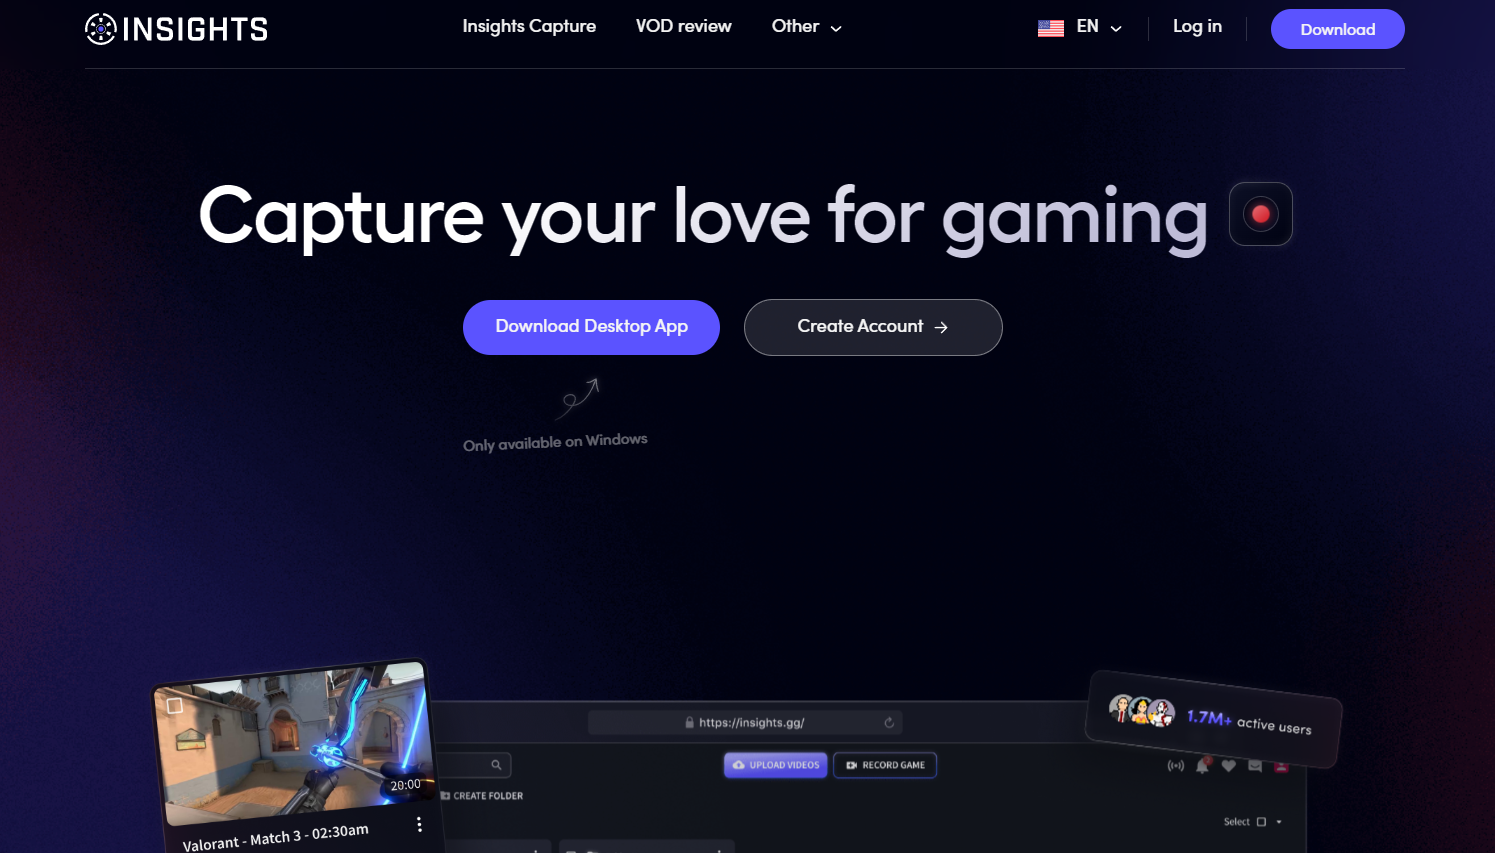 INSIGHTS
Insights Capture
VOD review
Other
EN
Log in
Download
Capture your love for gaming
Download Desktop App
Create Account
Only available on Windows
https://insights.gg/
1.7M+ active users
UPLOAD VIDEOS
RECORD GAME
20:00
CREATE FOLDER
Select
Valorant - Match 3 - 02:30am